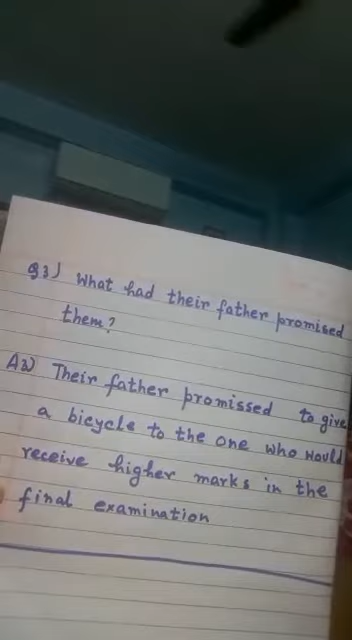 Q3) What had their father promised
them?
A3) Their father promissed to give
a bicycle to the one who would
receive higher marks in the
final examination